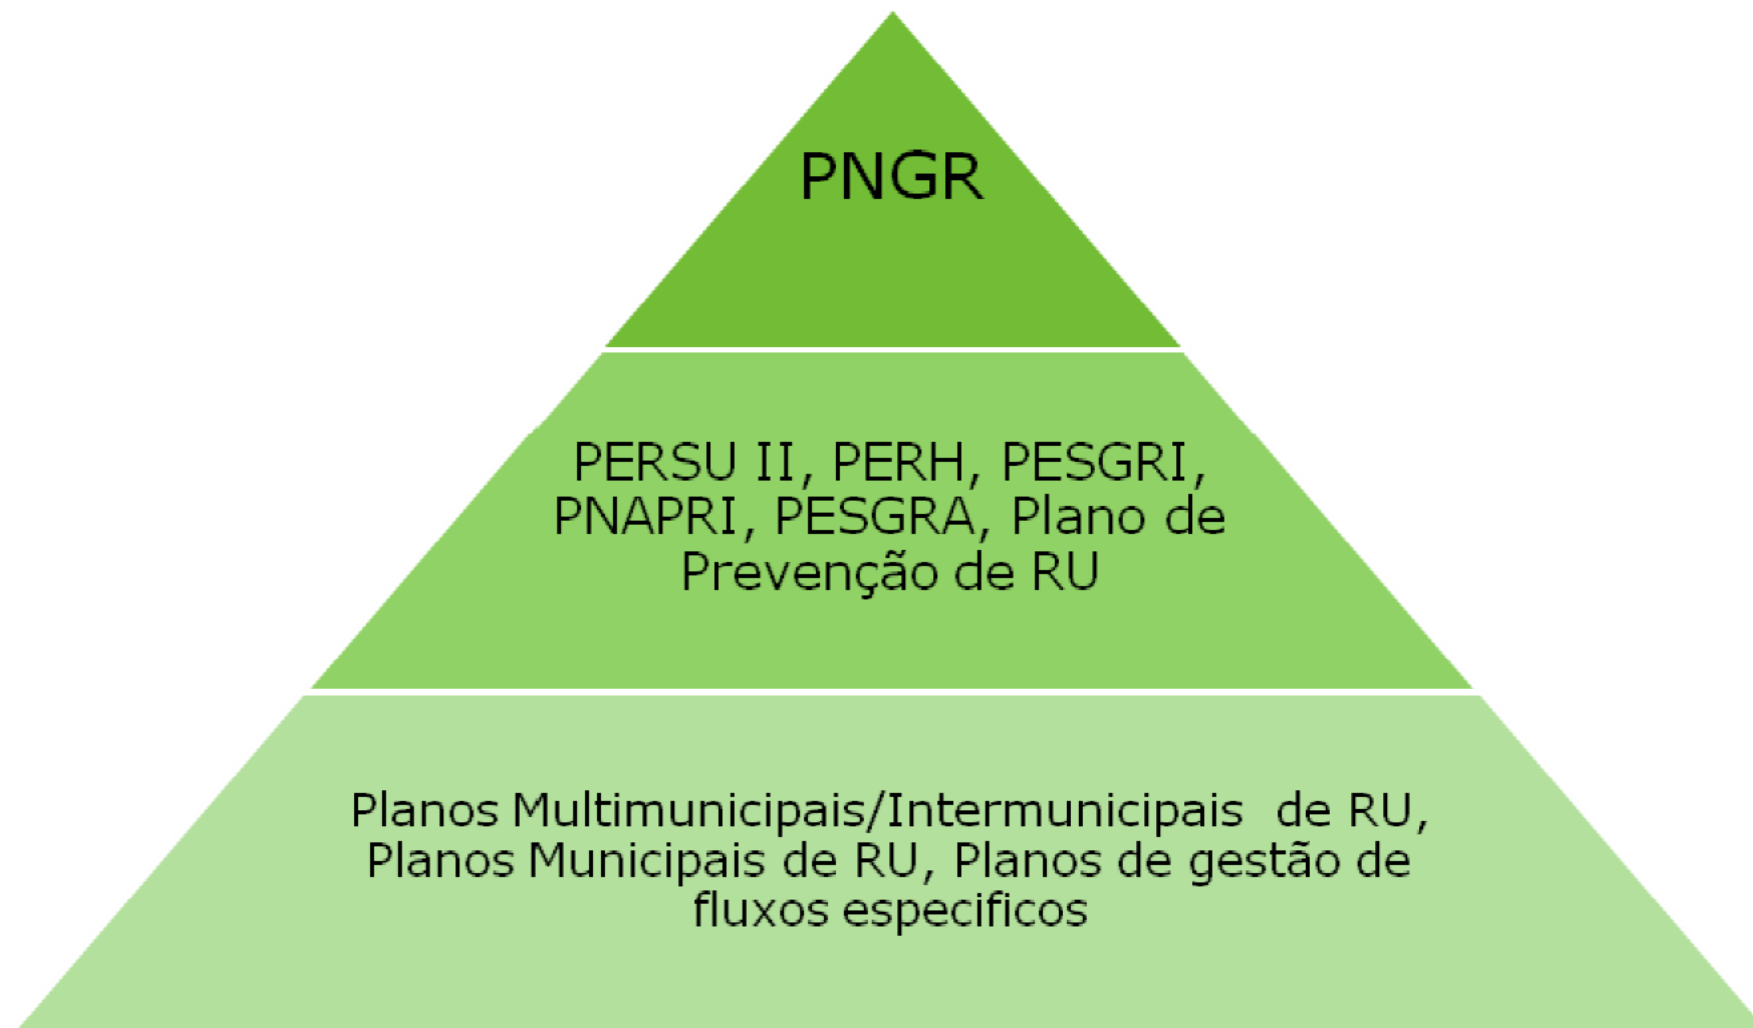 PNGR
PERSU II, PERH, PESGRI,
PNAPRI, PESGRA, Plano de
Prevenção de RU
Planos Multimunicipais/Intermunicipais de RU,
Planos Municipais de RU, Planos de gestão de
fluxos especificos